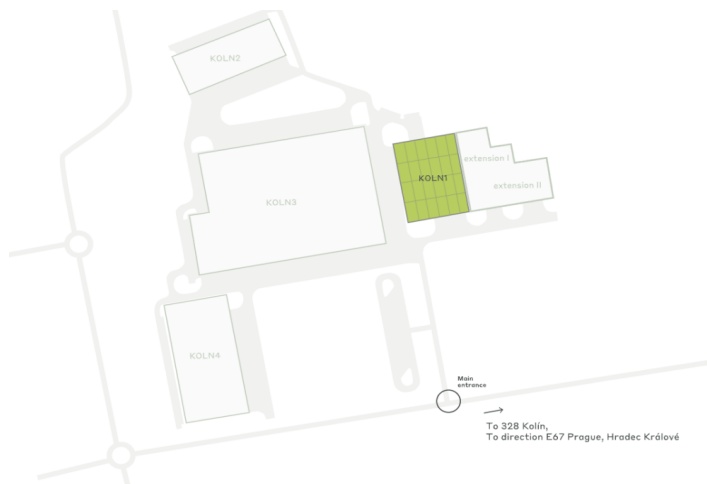 KOLN2
extension I
KOLN1
extension II
KOLN3
KOLN4
Main
entrance
To 328 Kolín,
To direction E67 Prague, Hradec Králové